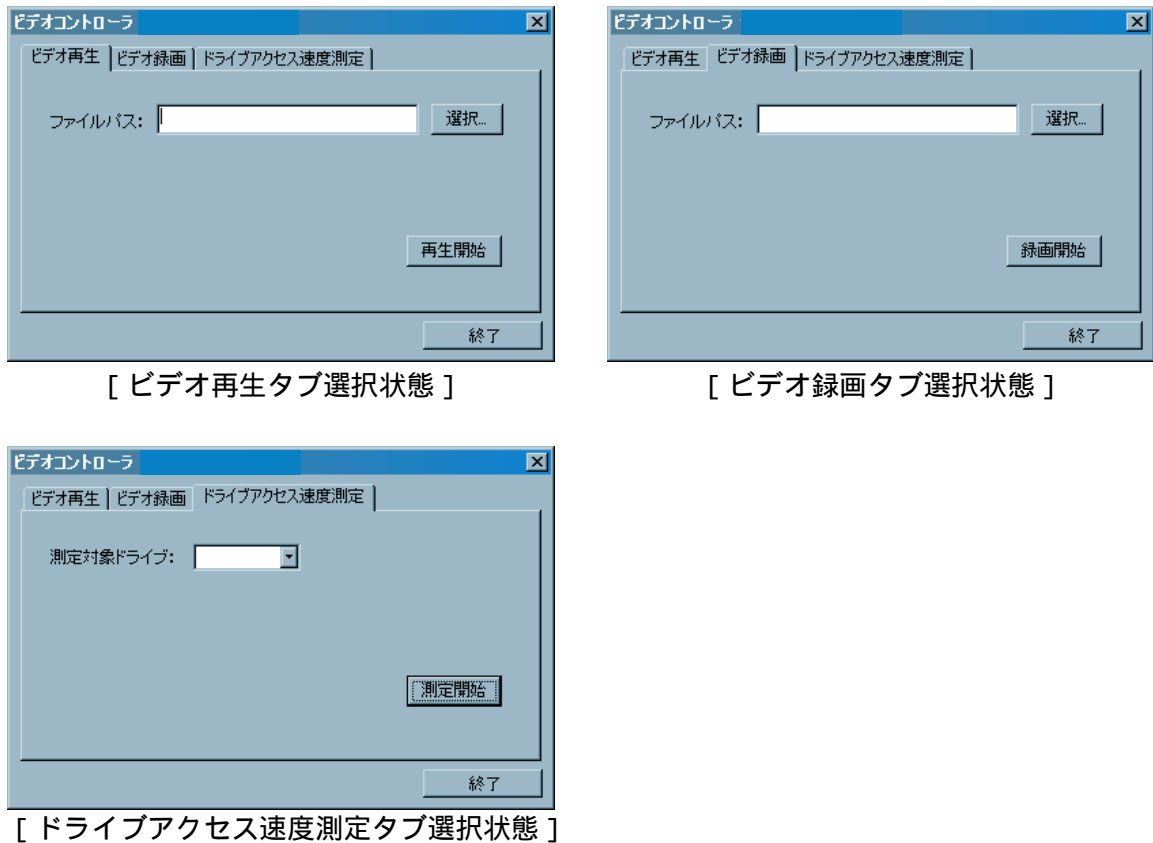 ビデオコントローラ
ビデオ再生 ビデオ録画 ドライブアクセス速度測定
ファイルパス: 選択...
再生開始
終了
[ ビデオ再生タブ選択状態 ]
ビデオコントローラ
ビデオ再生 ビデオ録画 ドライブアクセス速度測定
ファイルパス: 選択...
録画開始
終了
[ ビデオ録画タブ選択状態 ]
ビデオコントローラ
ビデオ再生 ビデオ録画 ドライブアクセス速度測定
測定対象ドライブ:
測定開始
終了
[ ドライブアクセス速度測定タブ選択状態 ]